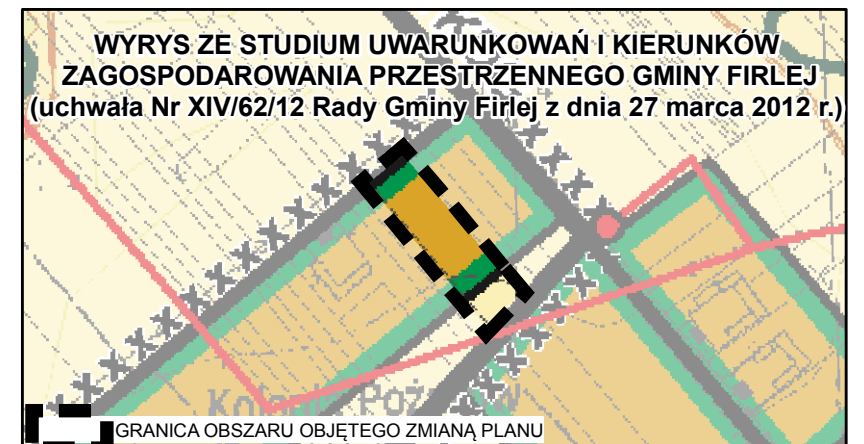 WYRYS ZE STUDIUM UWARUNKOWAŃ I KIERUNKÓW
ZAGOSPODAROWANIA PRZESTRZENNEGO GMINY FIRLEJ
(uchwała Nr XIV/62/12 Rady Gminy Firlej z dnia 27 marca 2012 r.)
GRANICA OBSZARU OBJĘTEGO ZMIANĄ PLANU